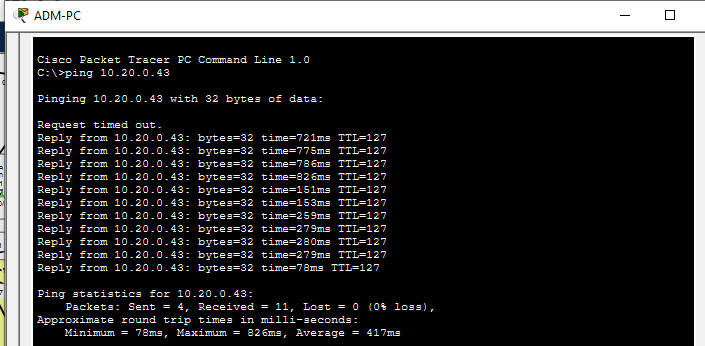 ADM-PC
Cisco Packet Tracer PC Command Line 1.0
C:\>ping 10.20.0.43
Pinging 10.20.0.43 with 32 bytes of data:
Request timed out.
Reply from 10.20.0.43: bytes=32 time=721ms TTL=127
Reply from 10.20.0.43: bytes=32 time=775ms TTL=127
Reply from 10.20.0.43: bytes=32 time=786ms TTL=127
Reply from 10.20.0.43: bytes=32 time=826ms TTL=127
Reply from 10.20.0.43: bytes=32 time=151ms TTL=127
Reply from 10.20.0.43: bytes=32 time=153ms TTL=127
Reply from 10.20.0.43: bytes=32 time=259ms TTL=127
Reply from 10.20.0.43: bytes=32 time=279ms TTL=127
Reply from 10.20.0.43: bytes=32 time=280ms TTL=127
Reply from 10.20.0.43: bytes=32 time=279ms TTL=127
Reply from 10.20.0.43: bytes=32 time=78ms TTL=127
Ping statistics for 10.20.0.43:
Packets: Sent = 4, Received = 11, Lost = 0 (0% loss),
Approximate round trip times in milli-seconds:
Minimum = 78ms, Maximum = 826ms, Average = 417ms